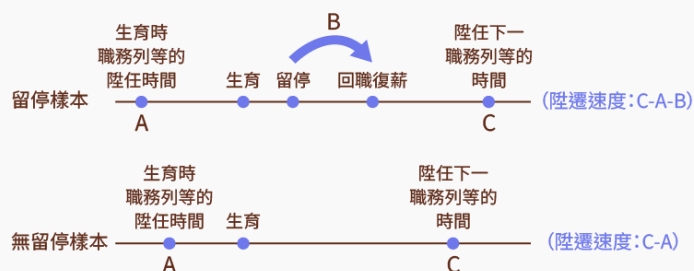 B
生育時
職務列等的
陞任時間
生育
留停
回職復薪
陞任下一
職務列等的
時間
留停樣本
(陞遷速度:C-A-B)
A
C
生育時
職務列等的
陞任時間
生育
陞任下一
職務列等的
時間
無留停樣本
(陞遷速度:C-A)
A
C